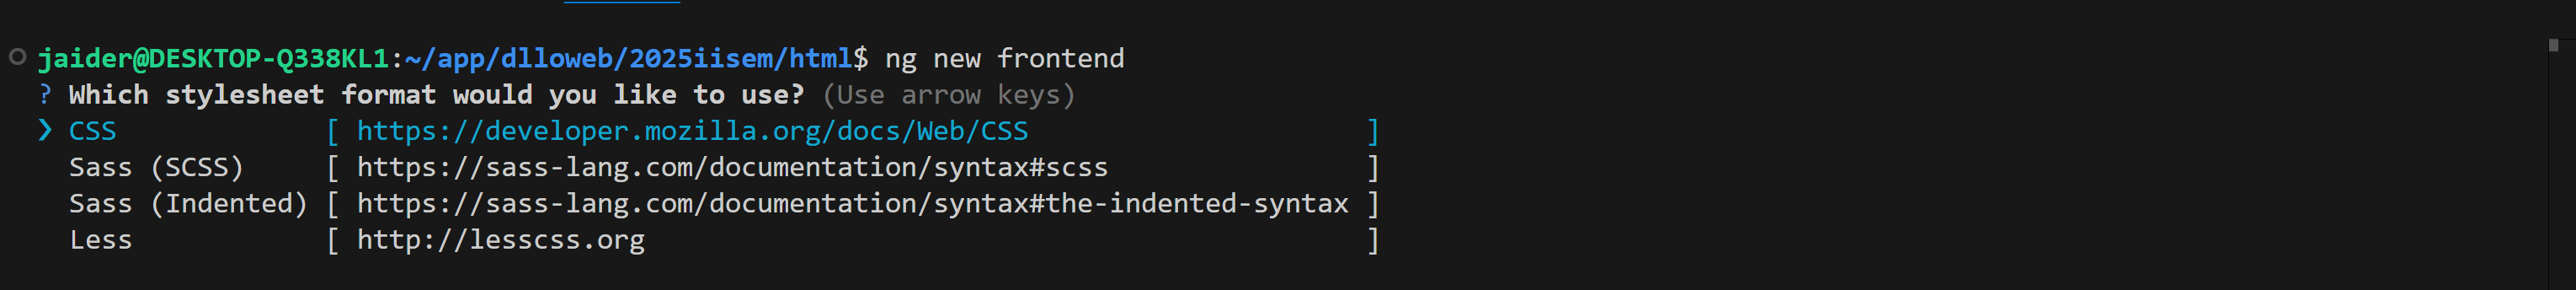 jaider@DESKTOP-Q338KL1:~/app/dlloweb/2025iisem/html$ ng new frontend
? Which stylesheet format would you like to use? (Use arrow keys)
❯ CSS             [ https://developer.mozilla.org/docs/Web/CSS                     ]
  Sass (SCSS)     [ https://sass-lang.com/documentation/syntax#scss                ]
  Sass (Indented) [ https://sass-lang.com/documentation/syntax#the-indented-syntax ]
  Less            [ http://lesscss.org                                             ]